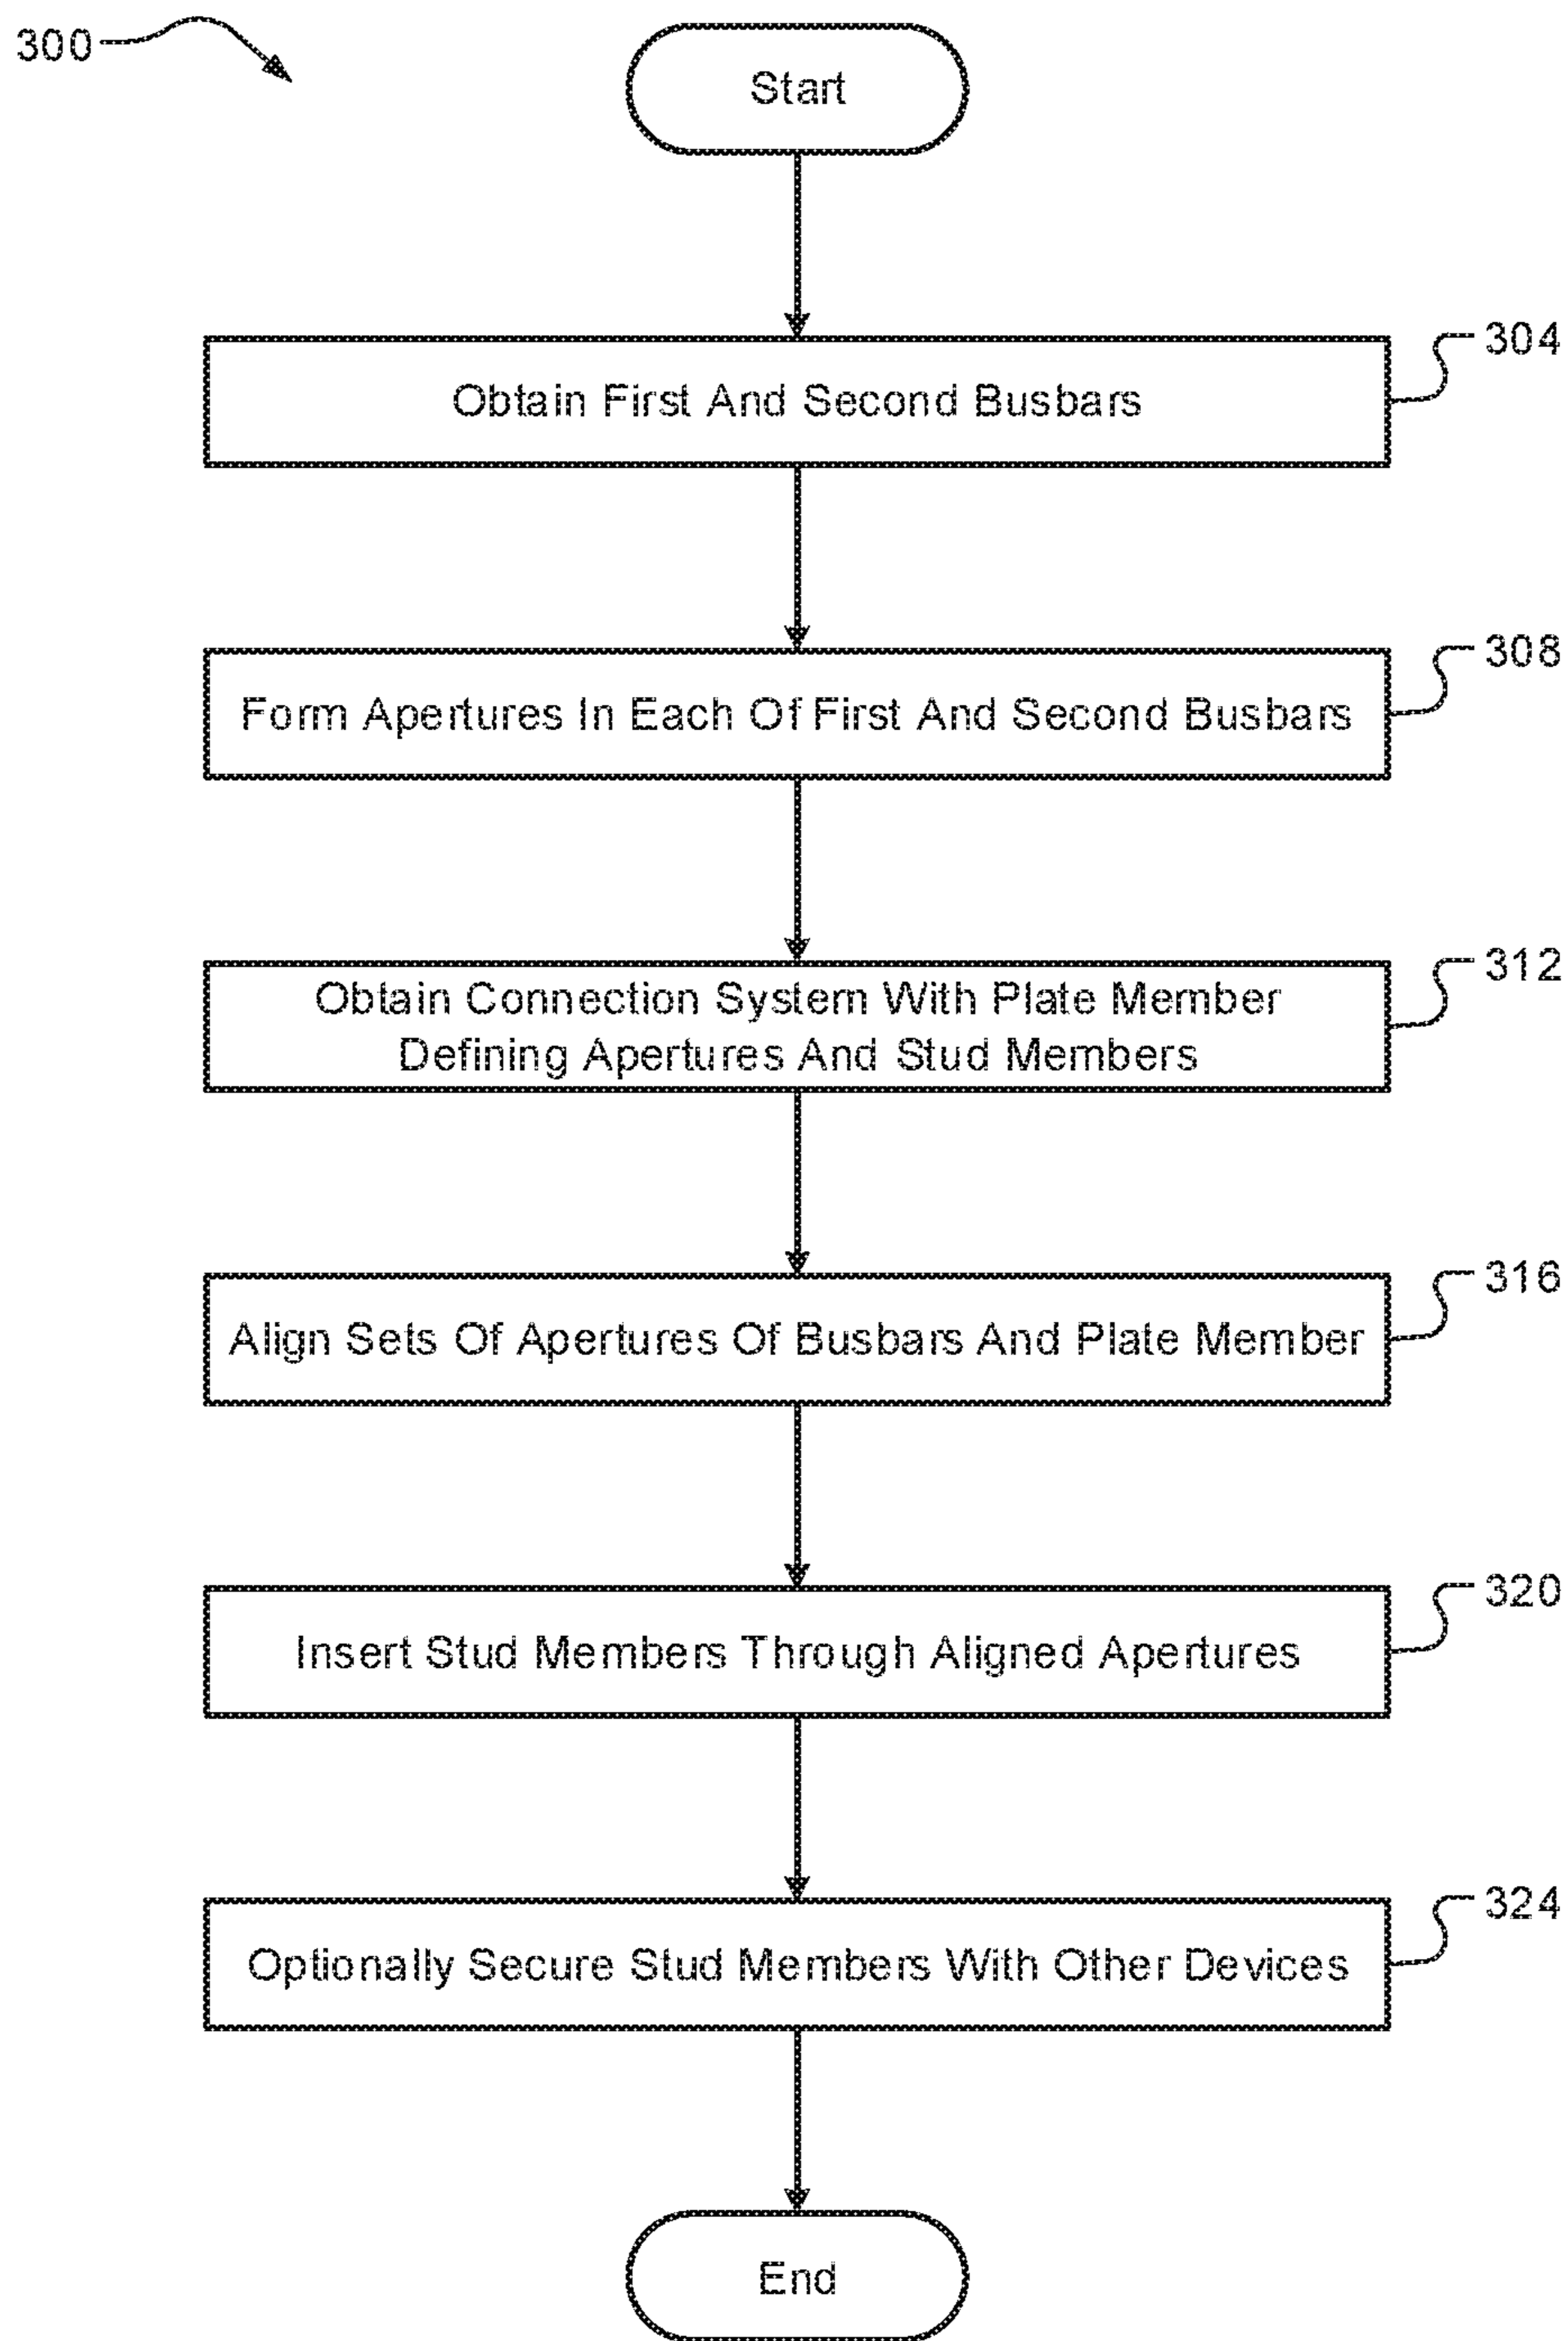 300
Start
Obtain First And Second Busbars
304
Form Apertures In Each Of First And Second Busbars
308
Obtain Connection System With Plate Member
Defining Apertures And Stud Members
312
Align Sets Of Apertures Of Busbars And Plate Member
316
Insert Stud Members Through Aligned Apertures
320
Optionally Secure Stud Members With Other Devices
324
End